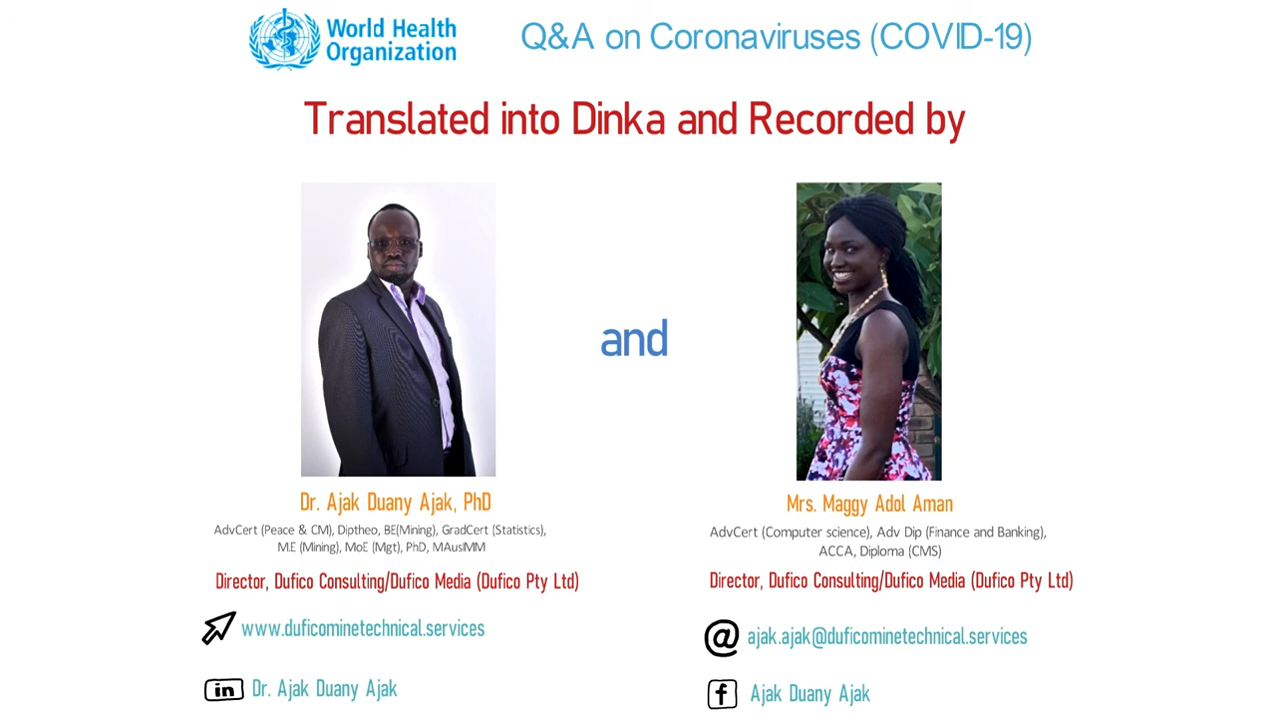 World Health
Organization
Q&A on Coronaviruses (COVID-19)
Translated into Dinka and Recorded by
and
Dr. Ajak Duany Ajak, PhD
AdvCert (Peace & CM), Diptheo, BE(Mining), GradCert (Statistics),
M.E (Mining), MoE (Mgt), PhD, MAusIMM
Director, Dufico Consulting/Dufico Media (Dufico Pty Ltd)
www.duficominetechnical.services
in Dr. Ajak Duany Ajak
Mrs. Maggy Adol Aman
AdvCert (Computer science), Adv Dip (Finance and Banking),
ACCA, Diploma (CMS)
Director, Dufico Consulting/Dufico Media (Dufico Pty Ltd)
@ ajak.ajak@duficominetechnical.services
f Ajak Duany Ajak